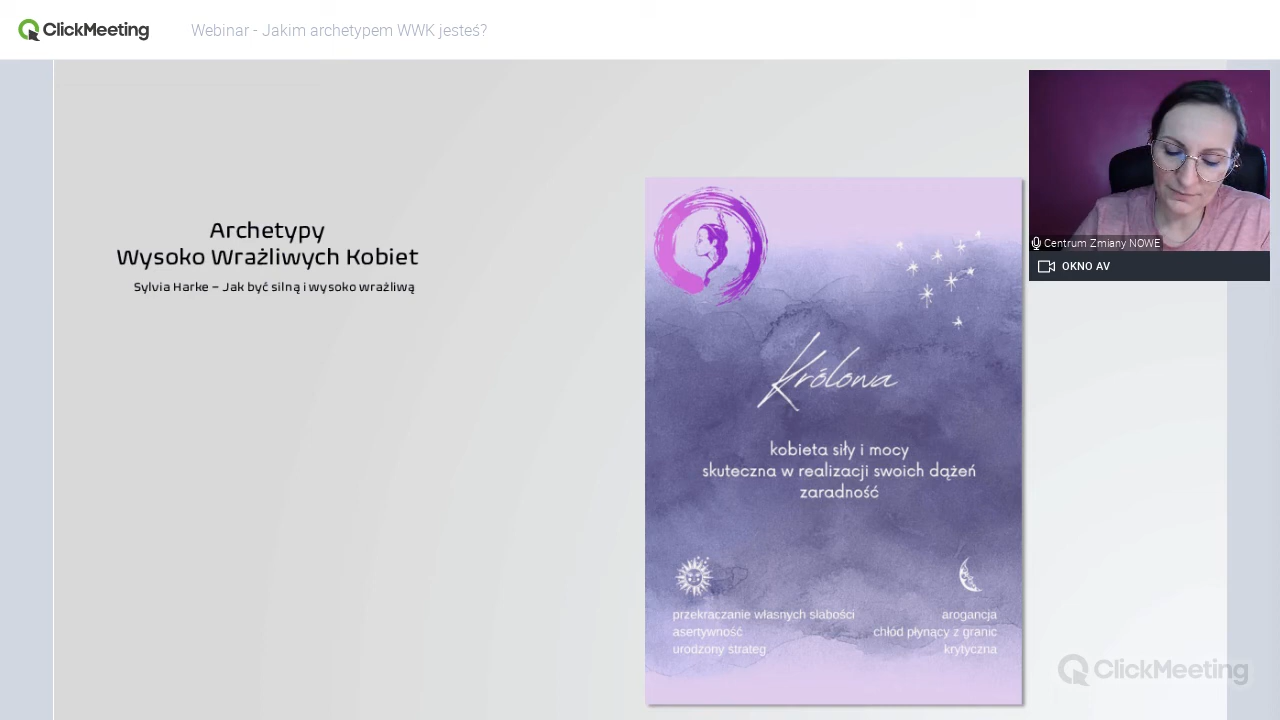 ClickMeeting
Webinar - Jakim archetypem WWK jesteś?
Archetypy
Wysoko Wrażliwych Kobiet
Sylvia Harke – Jak być silną i wysoko wrażliwą
Centrum Zmiany NOWE
OKNO AV
Królowa
kobieta siły i mocy
skuteczna w realizacji swoich dążeń
zaradność
przekraczanie własnych słabości
asertywność
urodzony strateg
arogancja
chłód płynący z granic
krytyczna
ClickMeeting